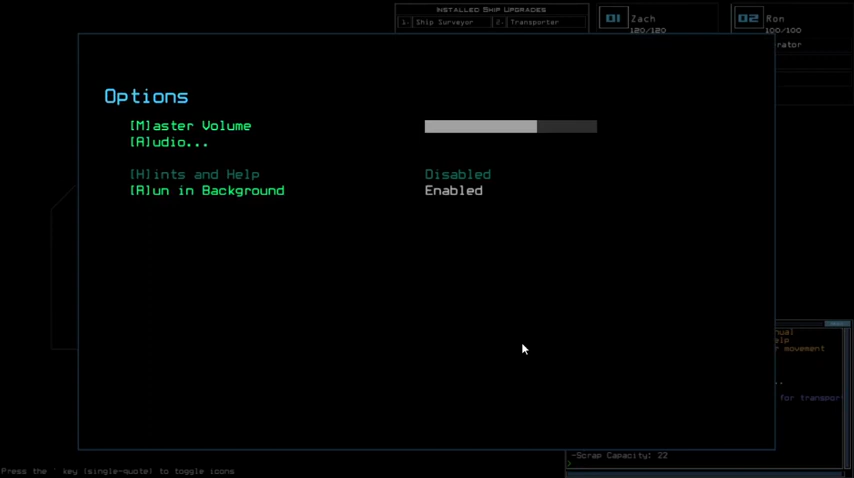 Installed Ship Upgrades
1- Ship Surveyor 2- Transporter
01 Zach
120/120
02 Ron
100/100
rator
Options
[M]aster Volume
[A]udio...
[H]ints and Help Disabled
[R]un in Background Enabled
nual
elp
r movement
..
for transpor
-Scrap Capacity: 22
>
Press the ' key (single-quote) to toggle icons